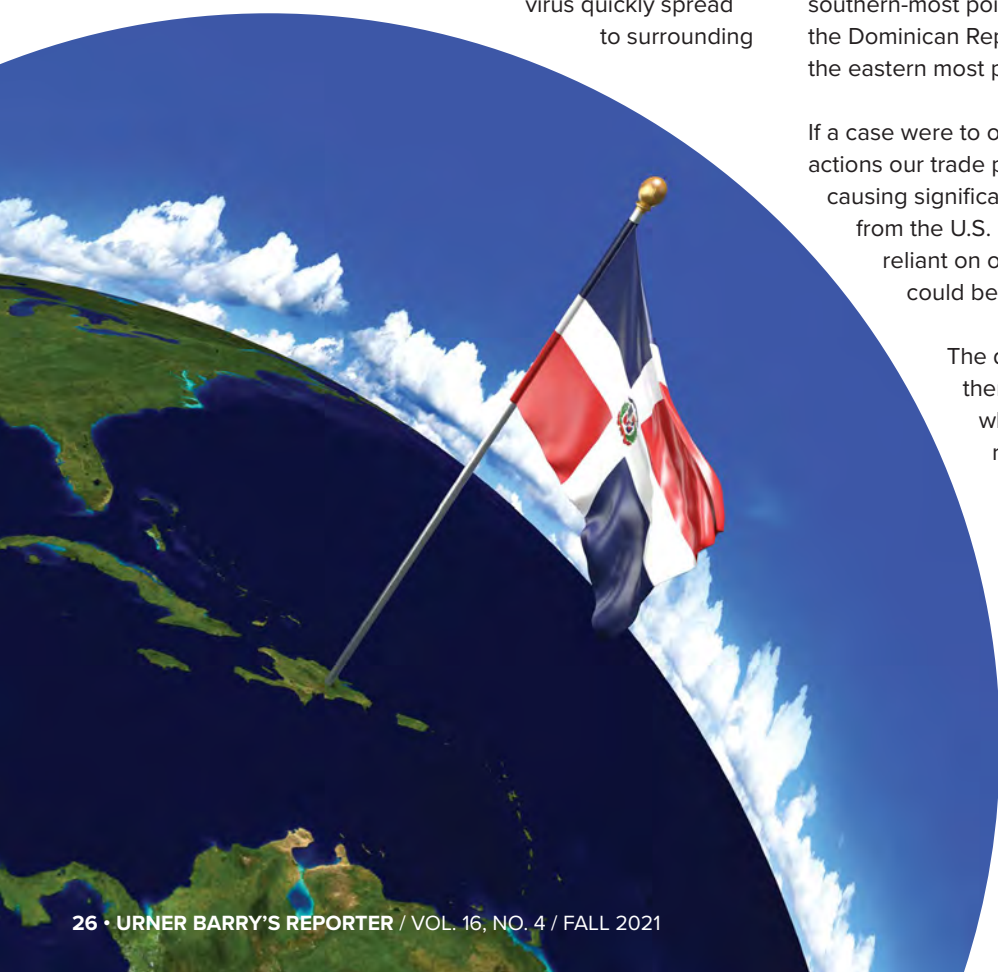 virus quickly spread
to surrounding
southern-most poi
the Dominican Rep
the eastern most p
If a case were to o
actions our trade p
causing significa
from the U.S.
reliant on o
could be
The
ther
w
r
26 • URNER BARRY'S REPORTER / VOL. 16, NO. 4 / FALL 2021